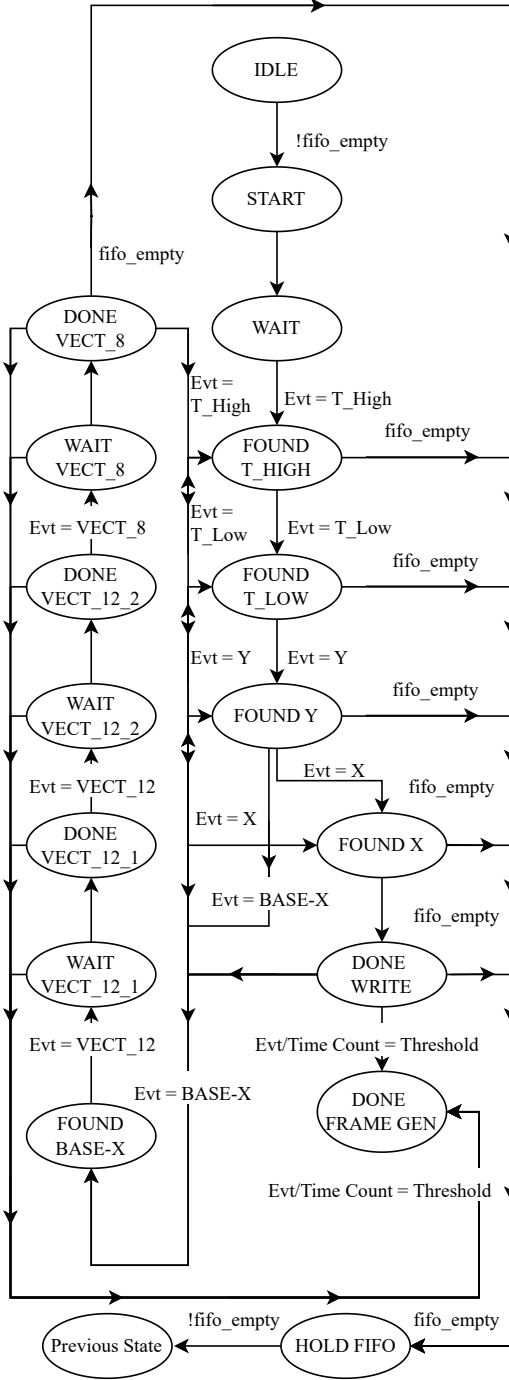 IDLE
!fifo_empty
START
fifo_empty
DONE
VECT_8
WAIT
Evt =
T_High
Evt = T_High
fifo_empty
WAIT
VECT_8
FOUND
T_HIGH
Evt = VECT_8
Evt =
T_Low
Evt = T_Low
fifo_empty
DONE
VECT_12_2
FOUND
T_LOW
Evt = Y
Evt = Y
fifo_empty
WAIT
VECT_12_2
FOUND Y
Evt = VECT_12
Evt = X
fifo_empty
DONE
VECT_12_1
Evt = X
FOUND X
Evt = BASE-X
fifo_empty
WAIT
VECT_12_1
DONE
WRITE
Evt = VECT_12
Evt/Time Count = Threshold
Evt = BASE-X
DONE
FRAME GEN
FOUND
BASE-X
Evt/Time Count = Threshold
!fifo_empty
fifo_empty
Previous State
HOLD FIFO